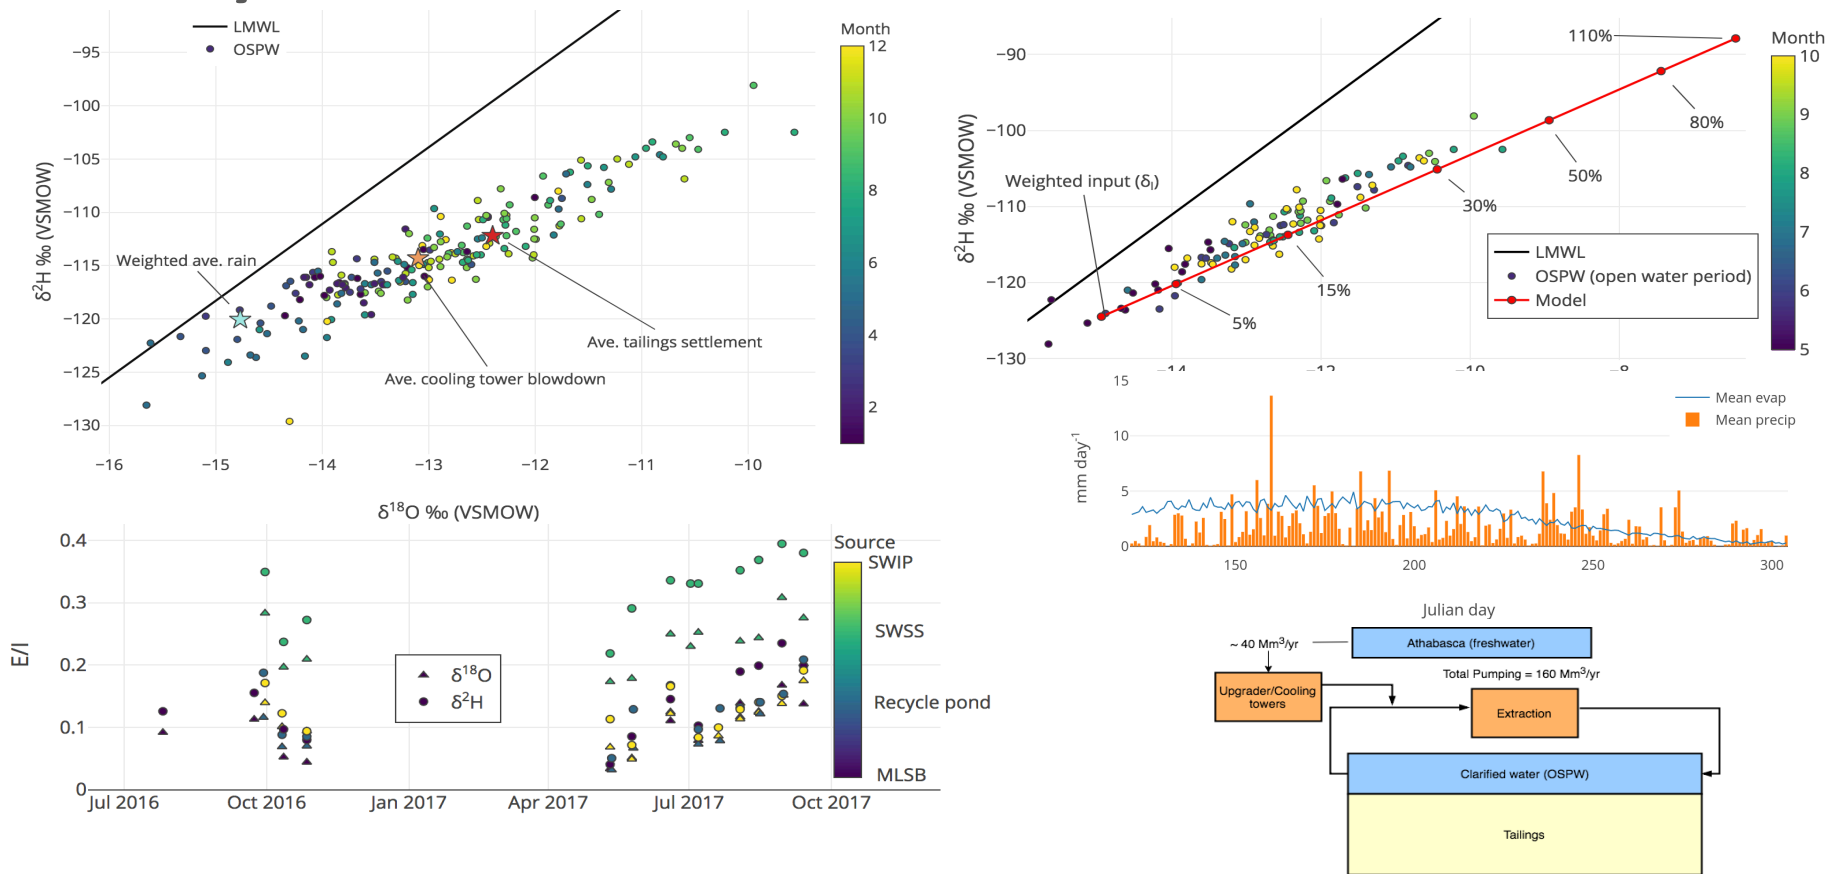 LMWL
OSPW
Month
−95
−100
−105
−110
−115
−120
−125
−130
δ²H ‰ (VSMOW)
12
10
8
6
4
2
Weighted ave. rain
Ave. tailings settlement
Ave. cooling tower blowdown
−16
−15
−14
−13
−12
−11
−10
δ¹⁸O ‰ (VSMOW)
110%
Month
−90
−100
−110
−120
−130
δ²H ‰ (VSMOW)
10
9
8
7
6
5
80%
50%
Weighted input (δI)
30%
15%
5%
LMWL
OSPW (open water period)
Model
−14
−12
−10
−8
15
10
5
0
mm day⁻¹
Mean evap
Mean precip
150
200
250
300
Julian day
0.4
0.3
0.2
0.1
0
E/I
δ¹⁸O
δ²H
Source
SWIP
SWSS
Recycle pond
MLSB
Jul 2016
Oct 2016
Jan 2017
Apr 2017
Jul 2017
Oct 2017
~ 40 Mm³/yr
Athabasca (freshwater)
Total Pumping = 160 Mm³/yr
Upgrader/Cooling
towers
Extraction
Clarified water (OSPW)
Tailings